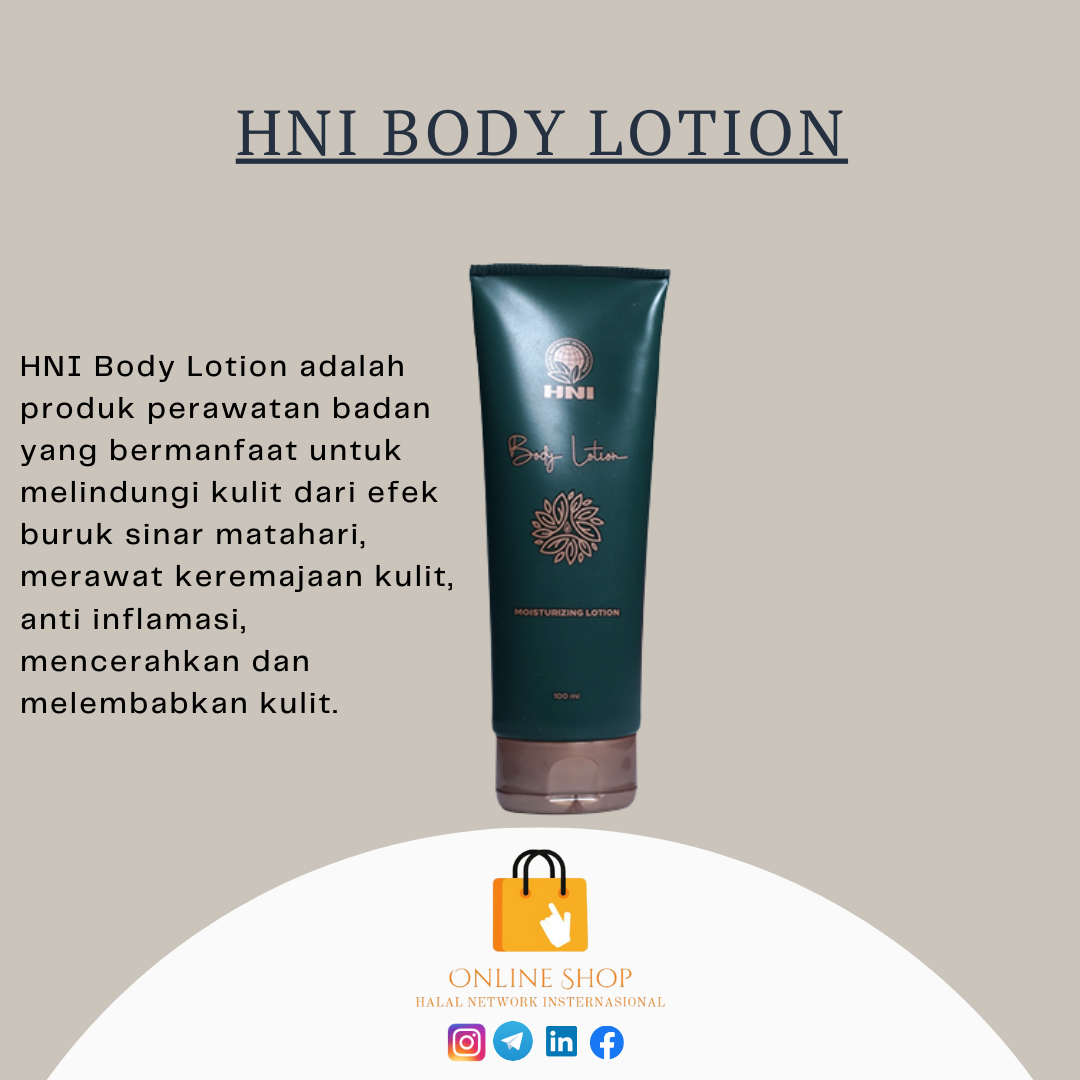 HNI BODY LOTION
HNI Body Lotion adalah
produk perawatan badan
yang bermanfaat untuk
melindungi kulit dari efek
buruk sinar matahari,
merawat keremajaan kulit,
anti inflamasi,
mencerahkan dan
melembabkan kulit.
HNI
Body Lotion
MOISTURIZING LOTION
100 ml
ONLINE SHOP
HALAL NETWORK INSTERNASIONAL
in